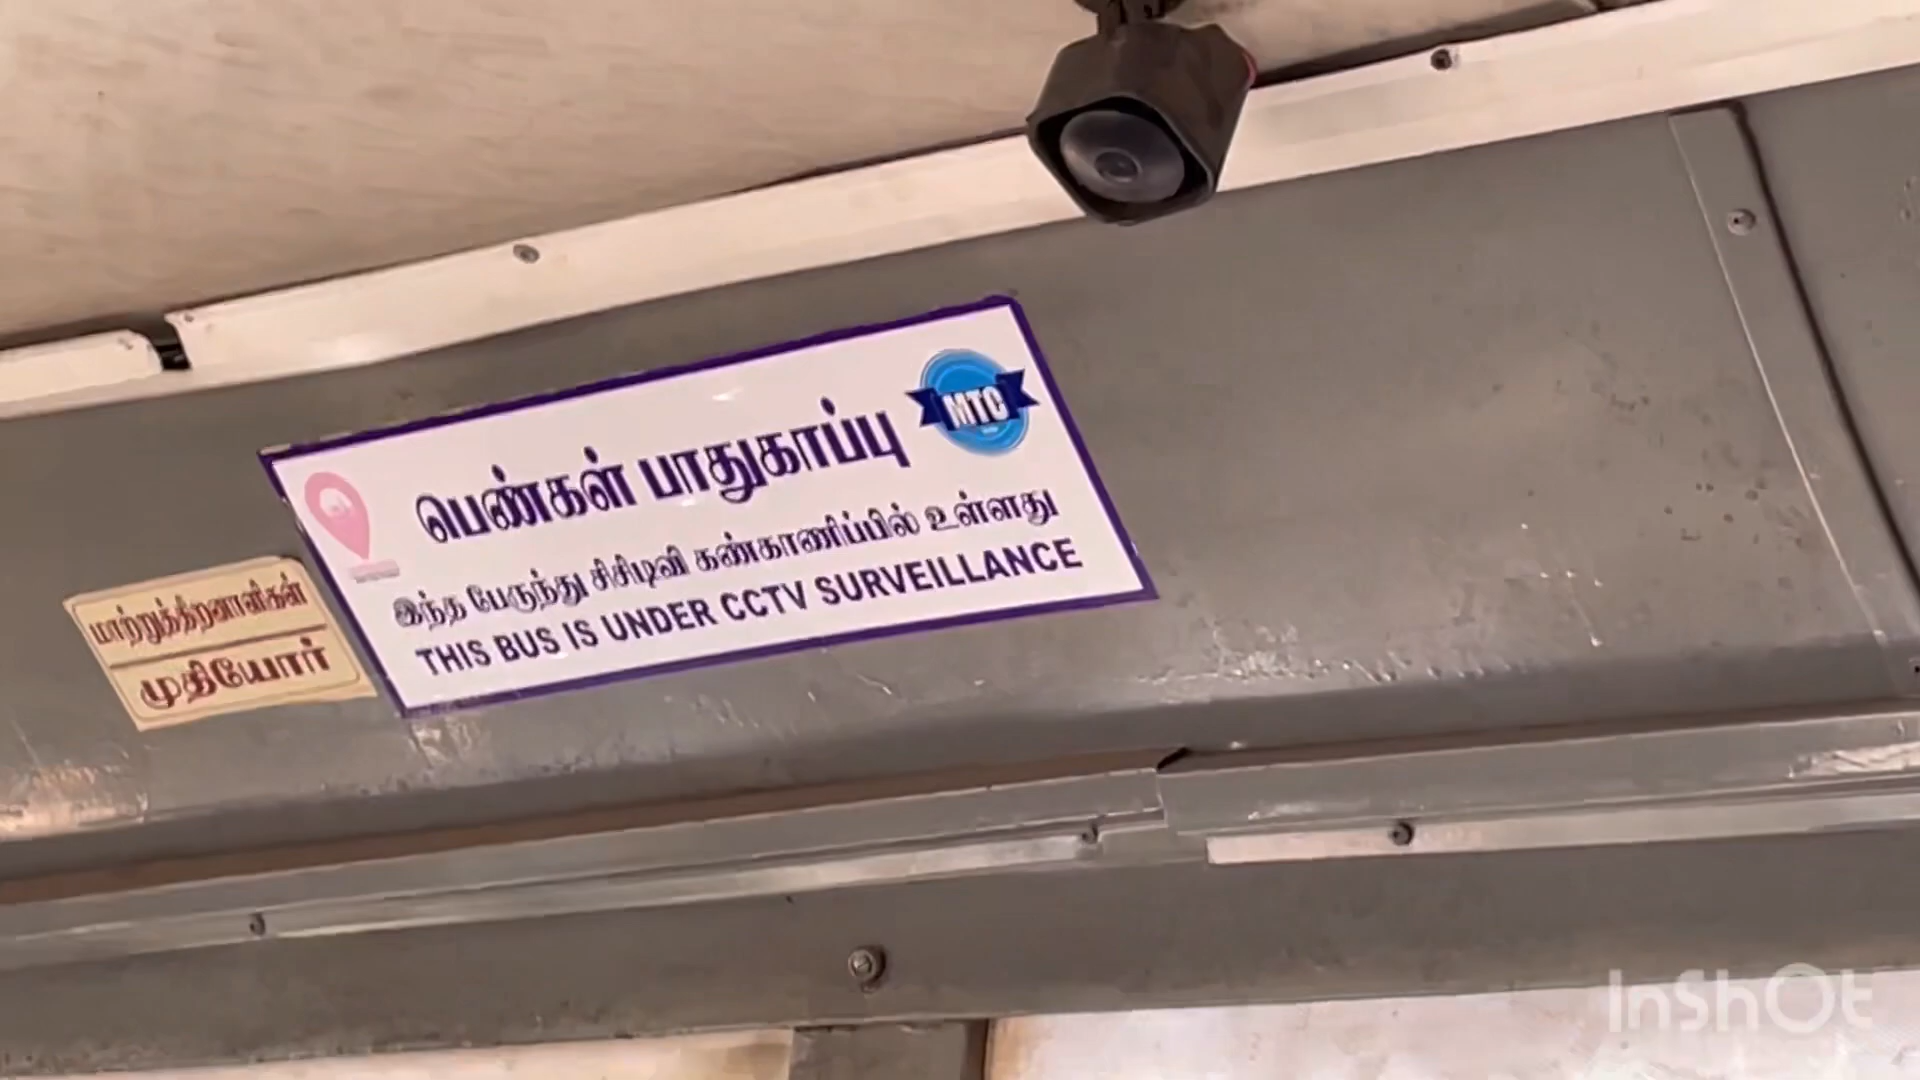 MTC
பெண்கள் பாதுகாப்பு
இந்த பேருந்து சிசிடிவி கண்காணிப்பில் உள்ளது
THIS BUS IS UNDER CCTV SURVEILLANCE
மாற்றுத்திறனாளிகள்
முதியோர்
InShOt